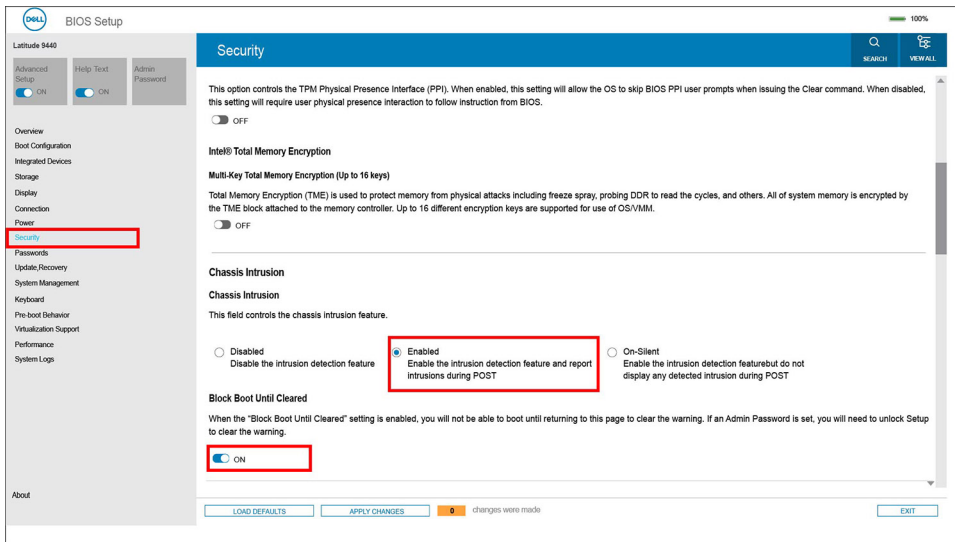 DELL
BIOS Setup
100%
Latitude 9440
Advanced
Setup
ON
Help Text
ON
Admin
Password
Overview
Boot Configuration
Integrated Devices
Storage
Display
Connection
Power
Security
Passwords
Update,Recovery
System Management
Keyboard
Pre-boot Behavior
Virtualization Support
Performance
System Logs
About
Security
SEARCH
VIEW ALL
This option controls the TPM Physical Presence Interface (PPI). When enabled, this setting will allow the OS to skip BIOS PPI user prompts when issuing the Clear command. When disabled,
this setting will require user physical presence interaction to follow instruction from BIOS.
OFF
Intel® Total Memory Encryption
Multi-Key Total Memory Encryption (Up to 16 keys)
Total Memory Encryption (TME) is used to protect memory from physical attacks including freeze spray, probing DDR to read the cycles, and others. All of system memory is encrypted by
the TME block attached to the memory controller. Up to 16 different encryption keys are supported for use of OS/VMM.
OFF
Chassis Intrusion
Chassis Intrusion
This field controls the chassis intrusion feature.
Disabled
Disable the intrusion detection feature
Enabled
Enable the intrusion detection feature and report
intrusions during POST
On-Silent
Enable the intrusion detection featurebut do not
display any detected intrusion during POST
Block Boot Until Cleared
When the “Block Boot Until Cleared” setting is enabled, you will not be able to boot until returning to this page to clear the warning. If an Admin Password is set, you will need to unlock Setup
to clear the warning.
ON
LOAD DEFAULTS
APPLY CHANGES
0
changes were made
EXIT